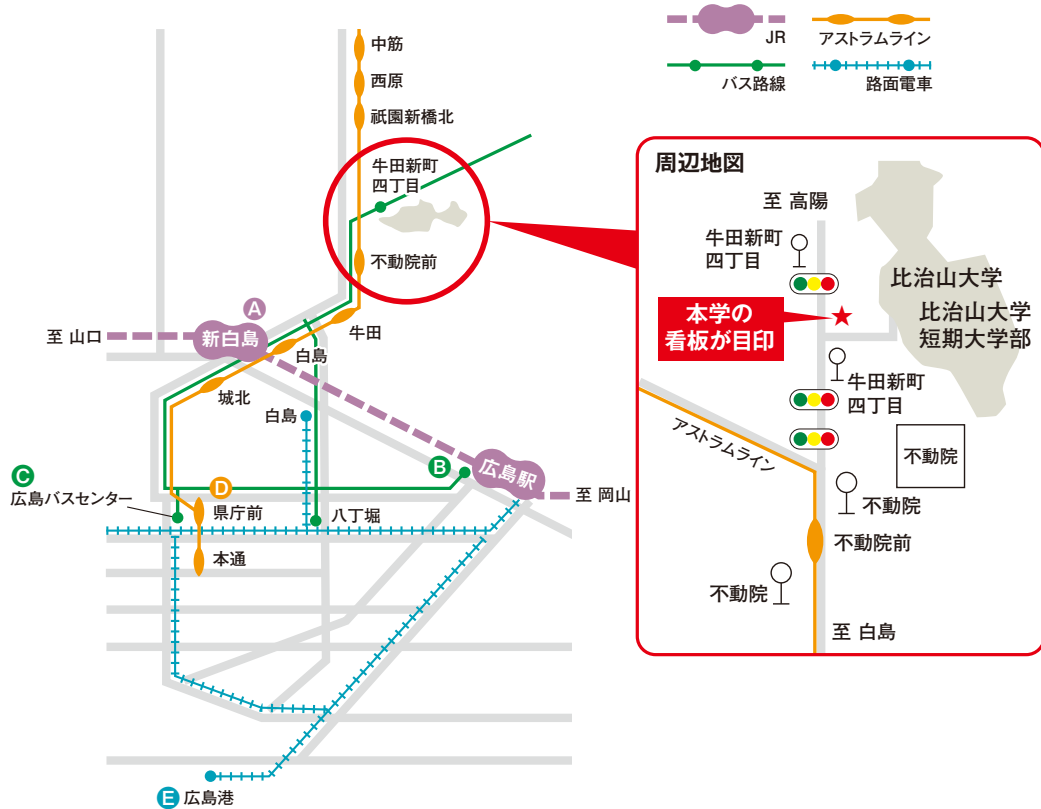 JR
アストラムライン
バス路線
路面電車
中筋
西原
祇園新橋北
牛田新町
四丁目
不動院前
A
至 山口
新白島
牛田
白島
城北
白島
B
広島駅
至 岡山
C
広島バスセンター
D
県庁前
八丁堀
本通
E
広島港
周辺地図
至 高陽
牛田新町
四丁目
比治山大学
比治山大学
短期大学部
本学の
看板が目印
牛田新町
四丁目
アストラムライン
不動院
不動院
不動院前
不動院
至 白島